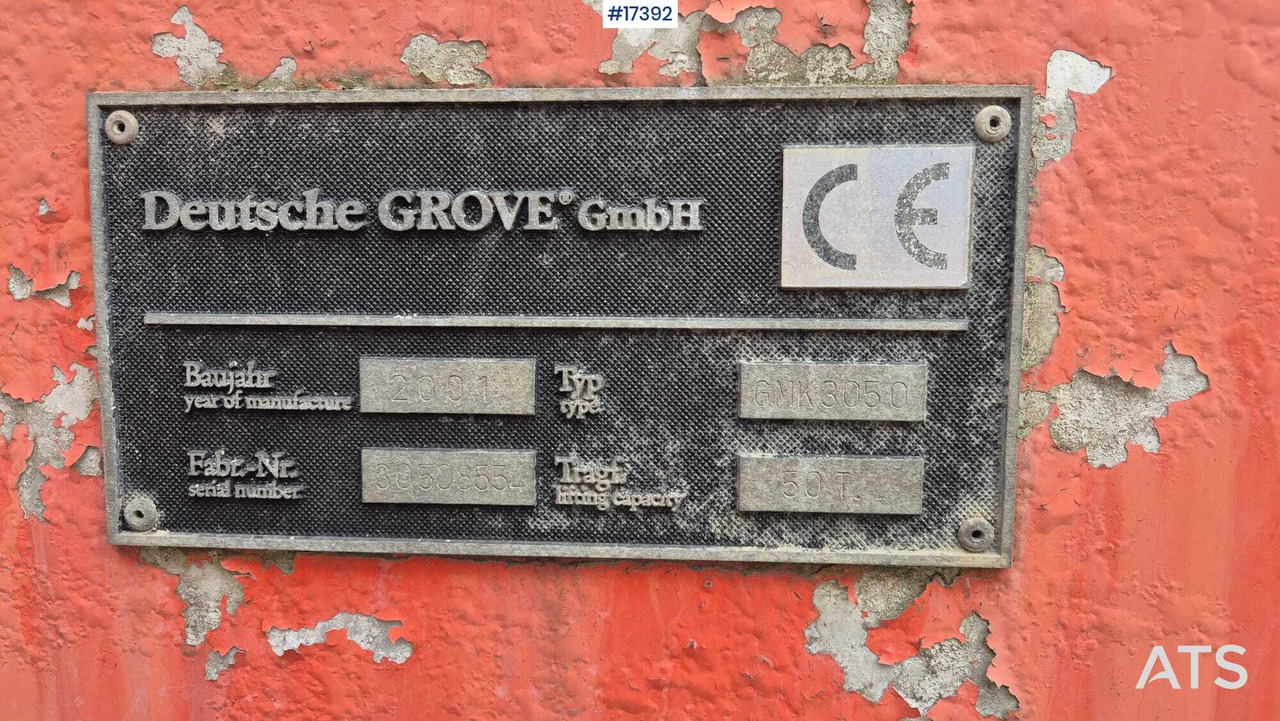 #17392
Deutsche GROVE® GmbH
CE
Baujahr
year of manufacture
2001
Typ
type
GMK3050
Fabr.-Nr.
serial number
Tragf.
lifting capacity
50T.
ATS